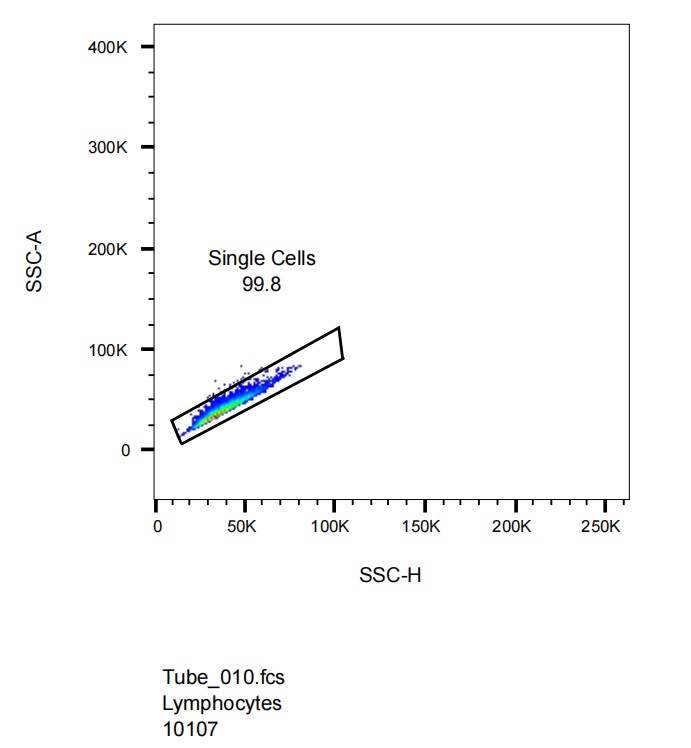 400K
300K
200K
100K
0
SSC-A
Single Cells
99.8
0
50K
100K
150K
200K
250K
SSC-H
Tube_010.fcs
Lymphocytes
10107